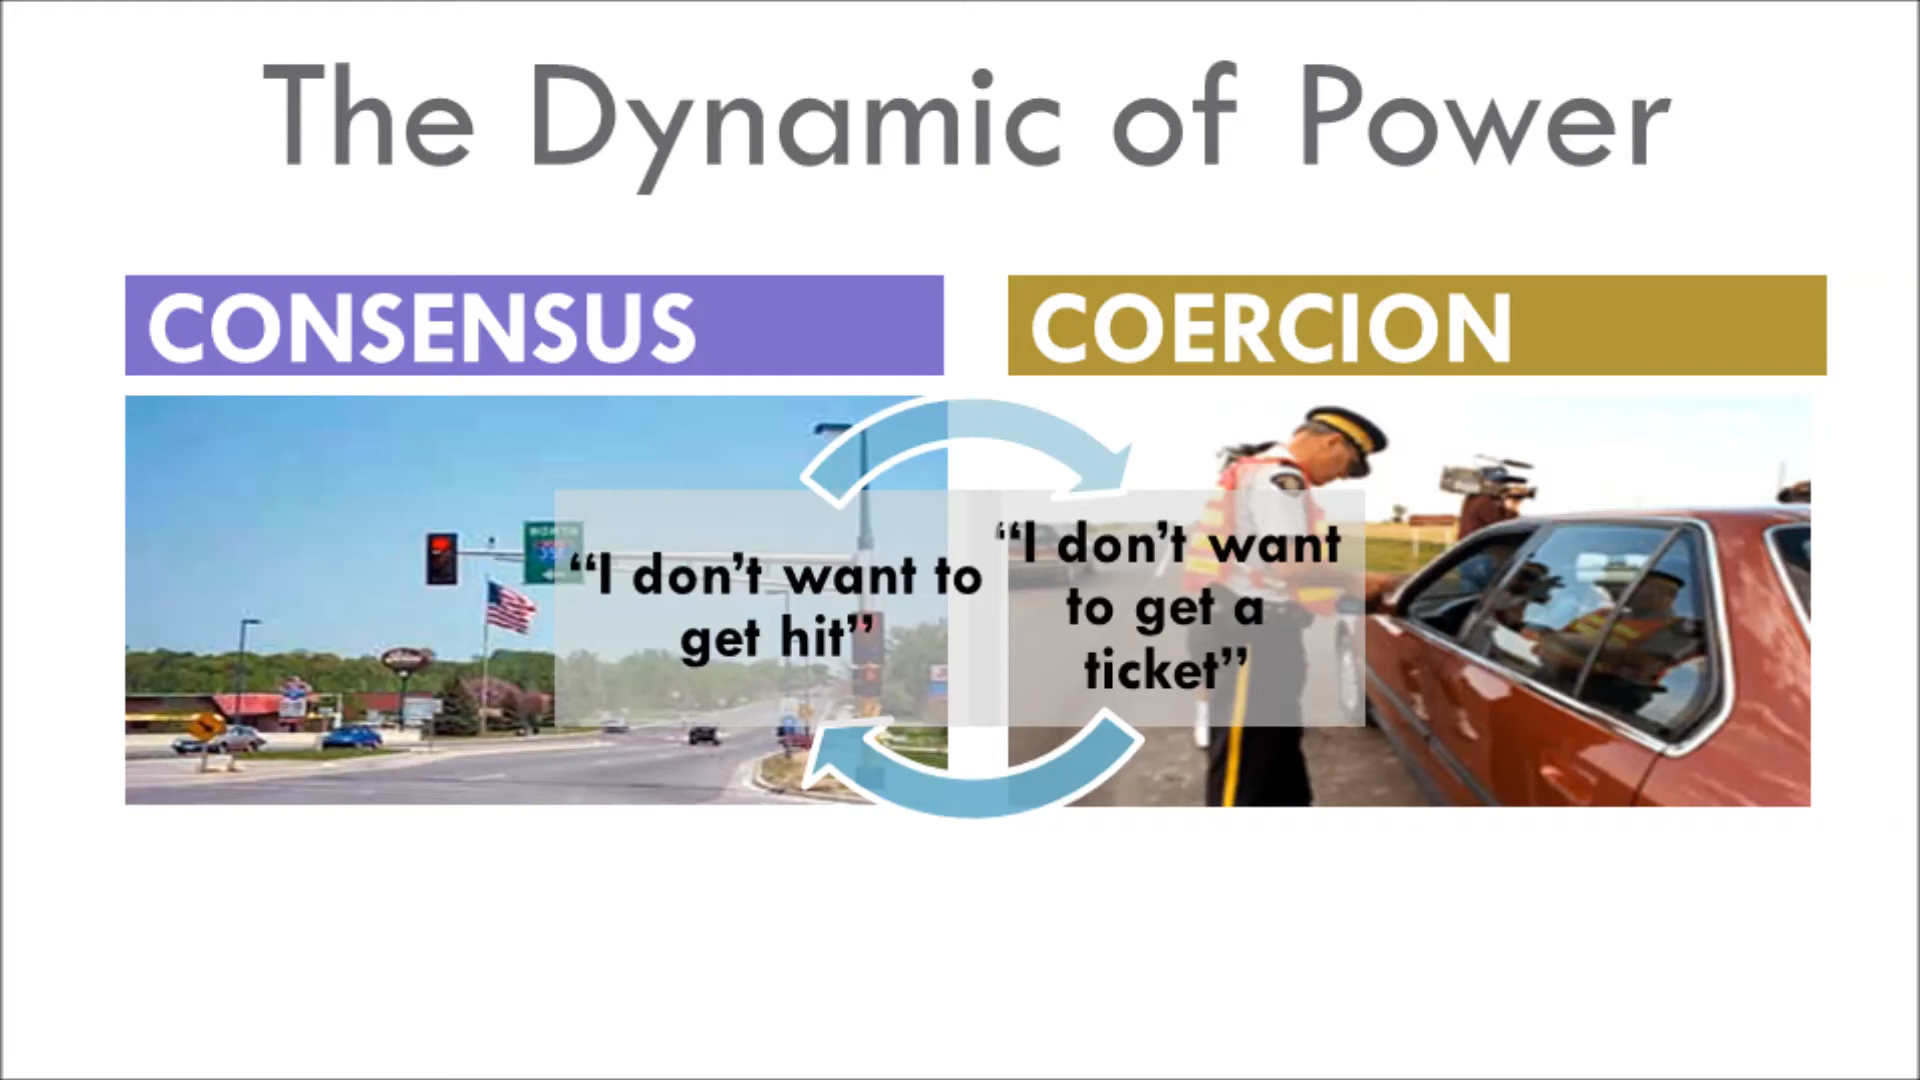 The Dynamic of Power
CONSENSUS
COERCION
“I don’t want to
get hit”
“I don’t want
to get a
ticket”